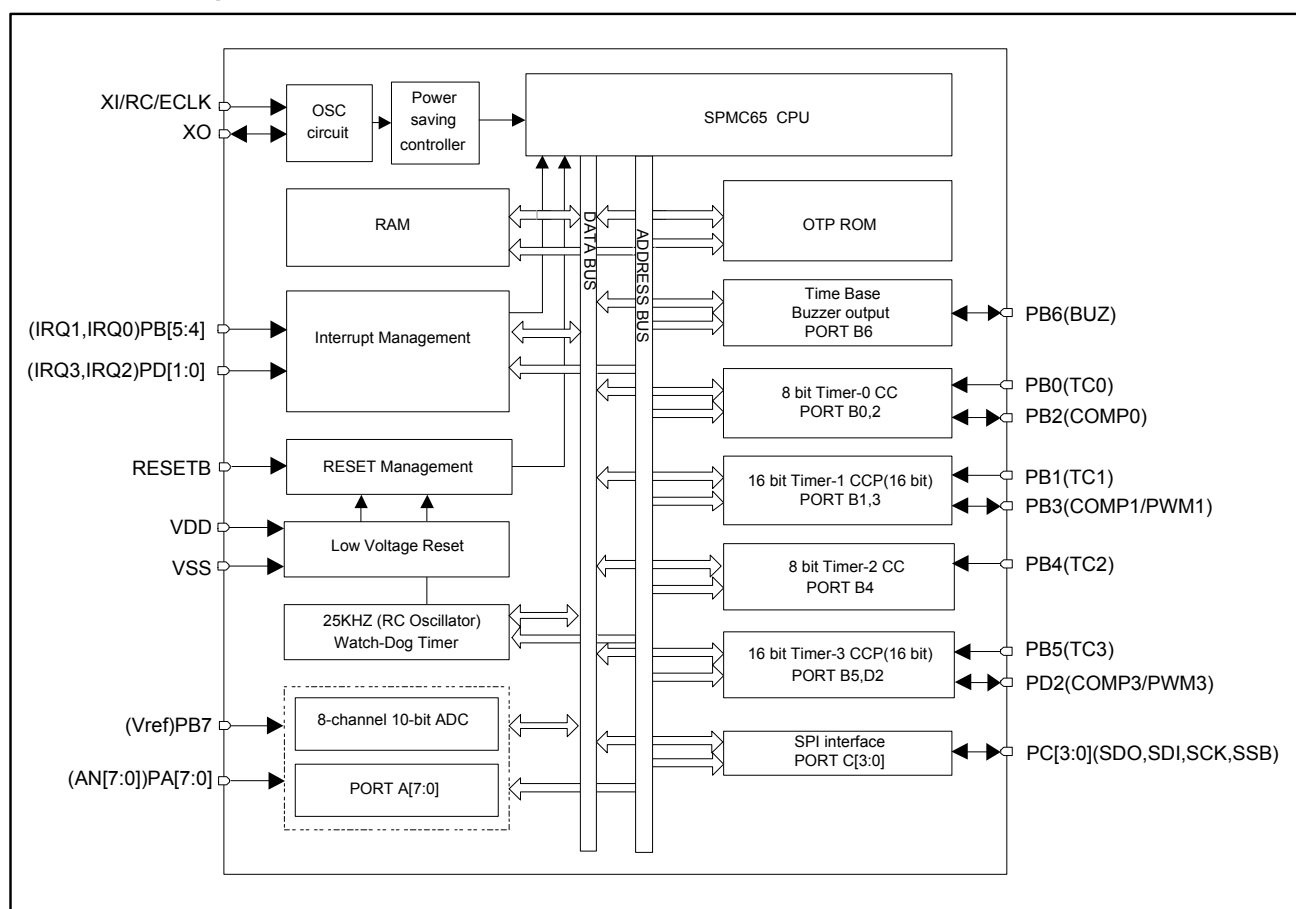 XI/RC/ECLK
XO
OSC
circuit
Power
saving
controller
SPMC65 CPU
RAM
DATA BUS
ADDRESS BUS
OTP ROM
(IRQ1,IRQ0)PB[5:4]
(IRQ3,IRQ2)PD[1:0]
Interrupt Management
Time Base
Buzzer output
PORT B6
PB6(BUZ)
8 bit Timer-0 CC
PORT B0,2
PB0(TC0)
PB2(COMP0)
RESETB
RESET Management
16 bit Timer-1 CCP(16 bit)
PORT B1,3
PB1(TC1)
PB3(COMP1/PWM1)
VDD
VSS
Low Voltage Reset
8 bit Timer-2 CC
PORT B4
PB4(TC2)
25KHZ (RC Oscillator)
Watch-Dog Timer
16 bit Timer-3 CCP(16 bit)
PORT B5,D2
PB5(TC3)
PD2(COMP3/PWM3)
(Vref)PB7
8-channel 10-bit ADC
(AN[7:0])PA[7:0]
PORT A[7:0]
SPI interface
PORT C[3:0]
PC[3:0](SDO,SDI,SCK,SSB)